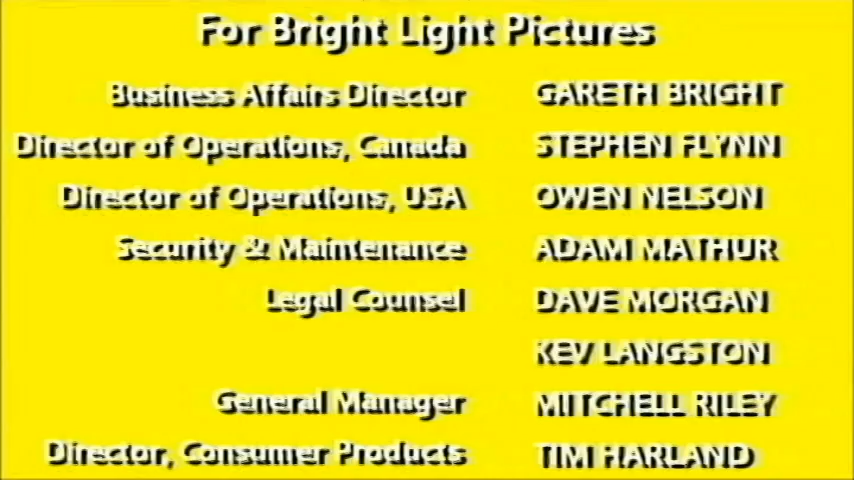 For Bright Light Pictures
Business Affairs Director GARETH BRIGHT
Director of Operations, Canada STEPHEN FLYNN
Director of Operations, USA OWEN NELSON
Security & Maintenance ADAM MATHUR
Legal Counsel DAVE MORGAN
KEV LANGSTON
General Manager MITCHELL RILEY
Director, Consumer Products TIM HARLAND